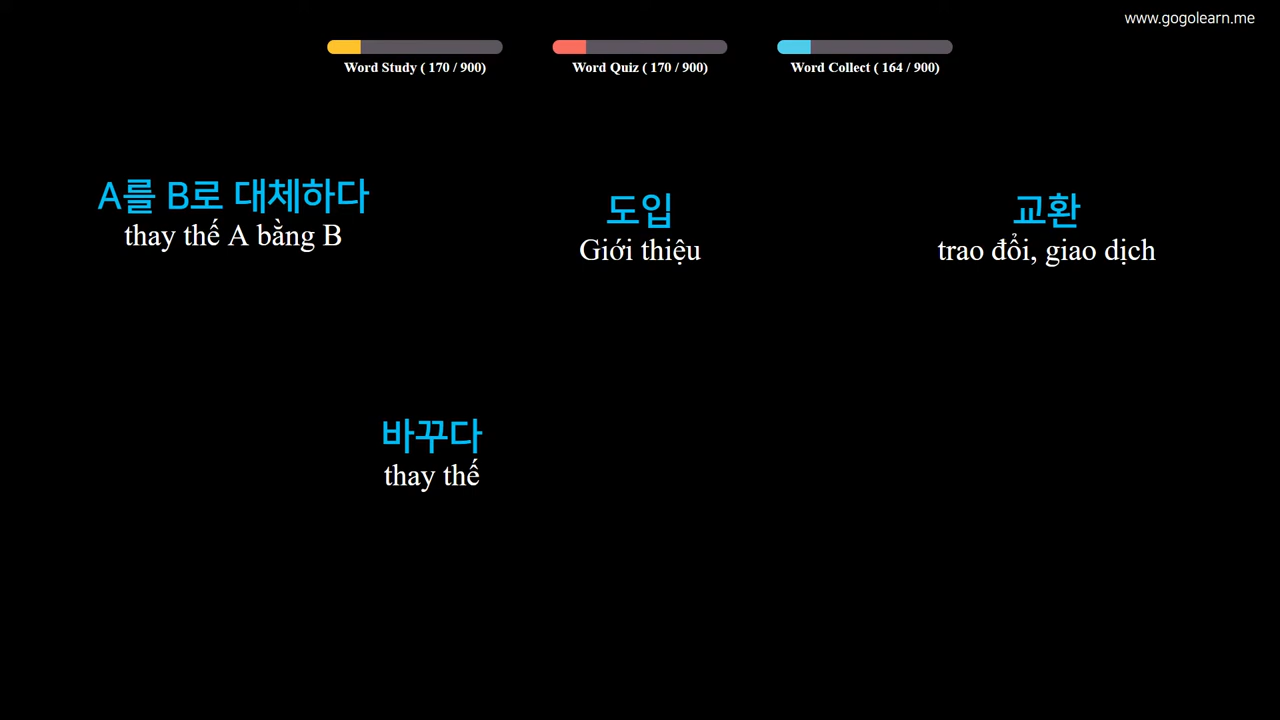 www.gogolearn.me
Word Study ( 170 / 900)
Word Quiz ( 170 / 900)
Word Collect ( 164 / 900)
A를 B로 대체하다
thay thế A bằng B
도입
Giới thiệu
교환
trao đổi, giao dịch
바꾸다
thay thế